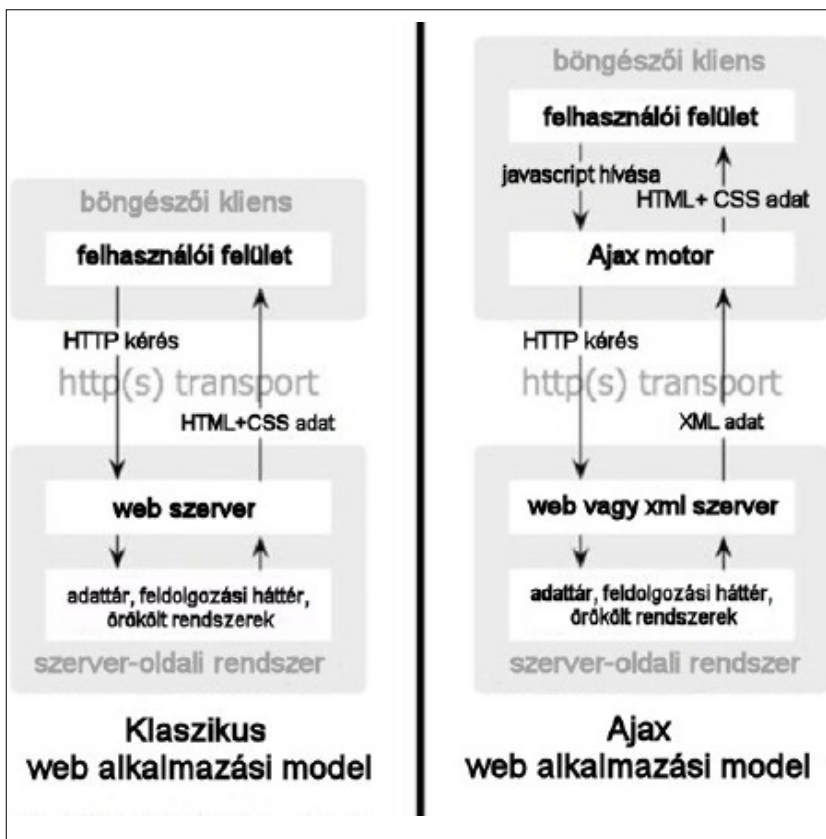 böngészői kliens
felhasználói felület
HTTP kérés
http(s) transport
HTML+CSS adat
web szerver
adattár, feldolgozási háttér,
örökölt rendszerek
szerver-oldali rendszer
Klaszikus
web alkalmazási model
böngészői kliens
felhasználói felület
javascript hívása
HTML+ CSS adat
Ajax motor
HTTP kérés
http(s) transport
XML adat
web vagy xml szerver
adattár, feldolgozási háttér,
örökölt rendszerek
szerver-oldali rendszer
Ajax
web alkalmazási model